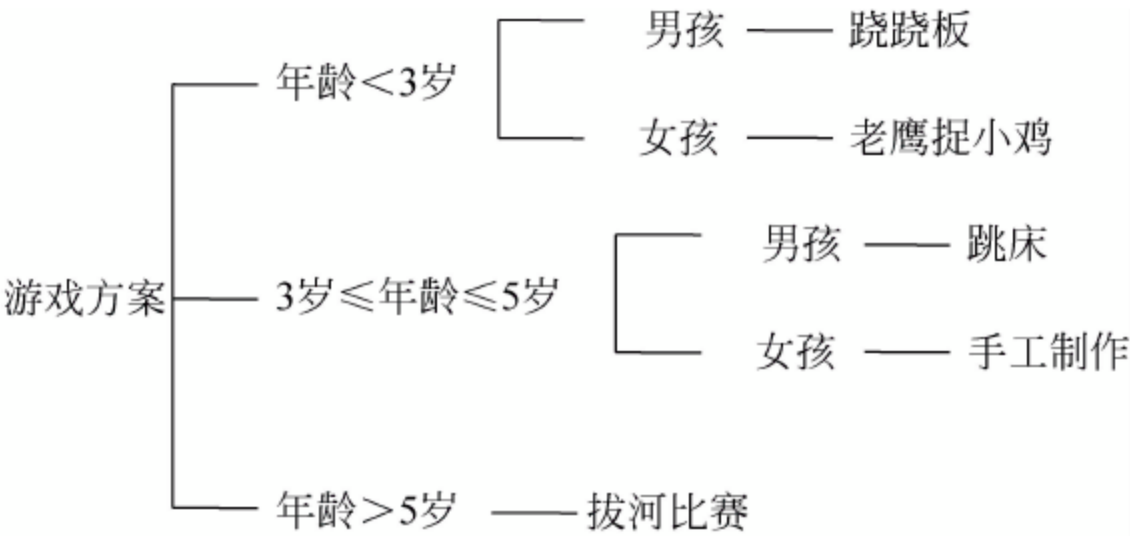 男孩 跷跷板
年龄＜3岁
女孩 老鹰捉小鸡
男孩 跳床
游戏方案 3岁≤年龄≤5岁
女孩 手工制作
年龄＞5岁 拔河比赛